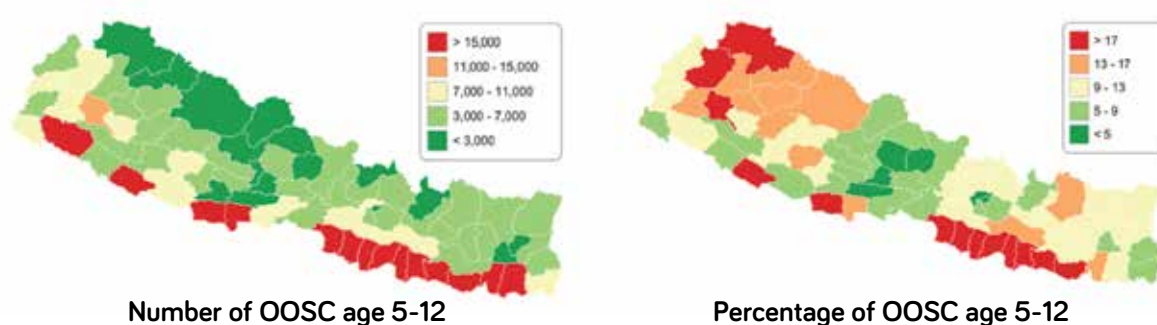 > 15,000
11,000 - 15,000
7,000 - 11,000
3,000 - 7,000
< 3,000
Number of OOSC age 5-12
> 17
13 - 17
9 - 13
5 - 9
< 5
Percentage of OOSC age 5-12